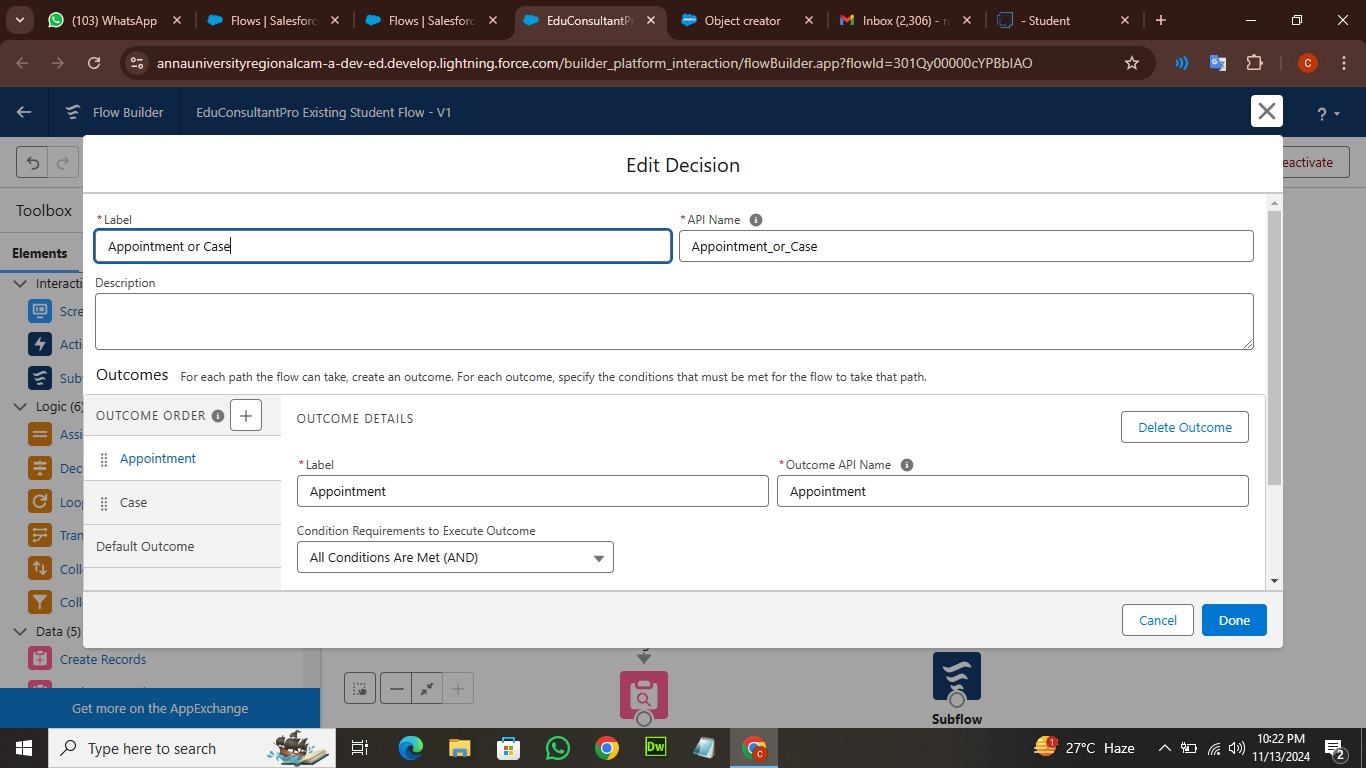 (103) WhatsApp
Flows | Salesforc
Flows | Salesforc
EduConsultantPr
Object creator
Inbox (2,306) - ra
- Student
annauniversityregionalcam-a-dev-ed.develop.lightning.force.com/builder_platform_interaction/flowBuilder.app?flowId=301Qy00000cYPBbIAO
C
Flow Builder
EduConsultantPro Existing Student Flow - V1
?
Edit Decision
eactivate
Toolbox
Elements
* Label
Appointment or Case
* API Name
Appointment_or_Case
Description
Interacti
Scre
Acti
Sub
Logic (6)
Assi
Dec
Loo
Tran
Coll
Coll
Data (5)
Create Records
Get more on the AppExchange
Outcomes For each path the flow can take, create an outcome. For each outcome, specify the conditions that must be met for the flow to take that path.
OUTCOME ORDER
Appointment
Case
Default Outcome
OUTCOME DETAILS
Delete Outcome
* Label
Appointment
* Outcome API Name
Appointment
Condition Requirements to Execute Outcome
All Conditions Are Met (AND)
Cancel
Done
Subflow
Type here to search
Dw
C
1
27°C Haze
10:22 PM
11/13/2024
2